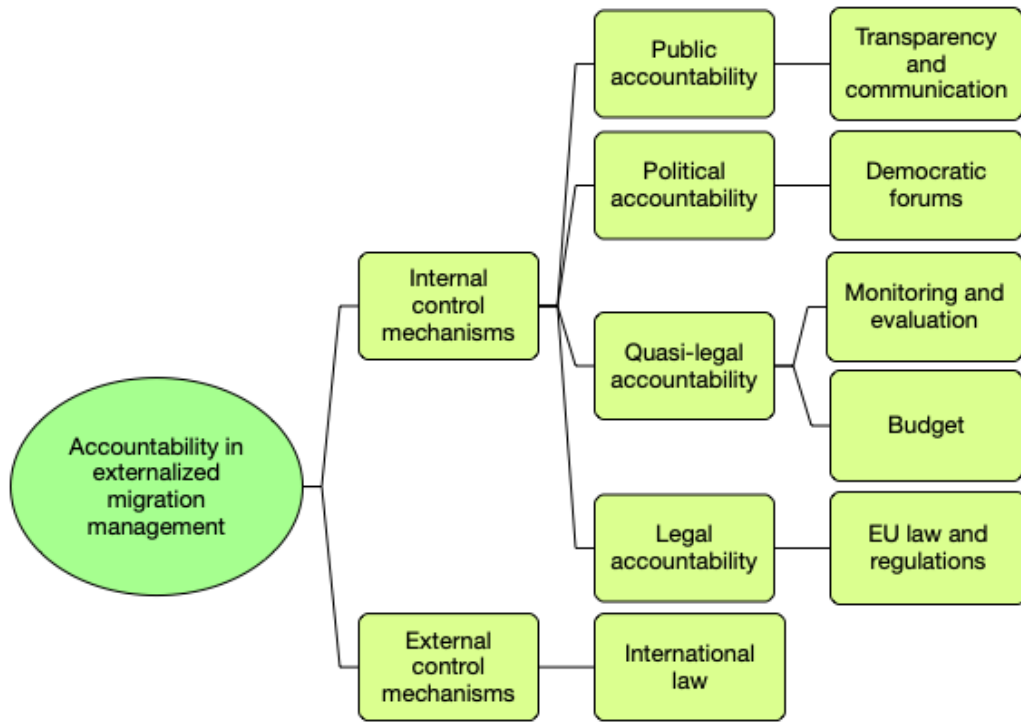 Accountability in
externalized
migration
management
Internal
control
mechanisms
Public
accountability
Transparency
and
communication
Political
accountability
Democratic
forums
Quasi-legal
accountability
Monitoring and
evaluation
Budget
Legal
accountability
EU law and
regulations
External
control
mechanisms
International
law